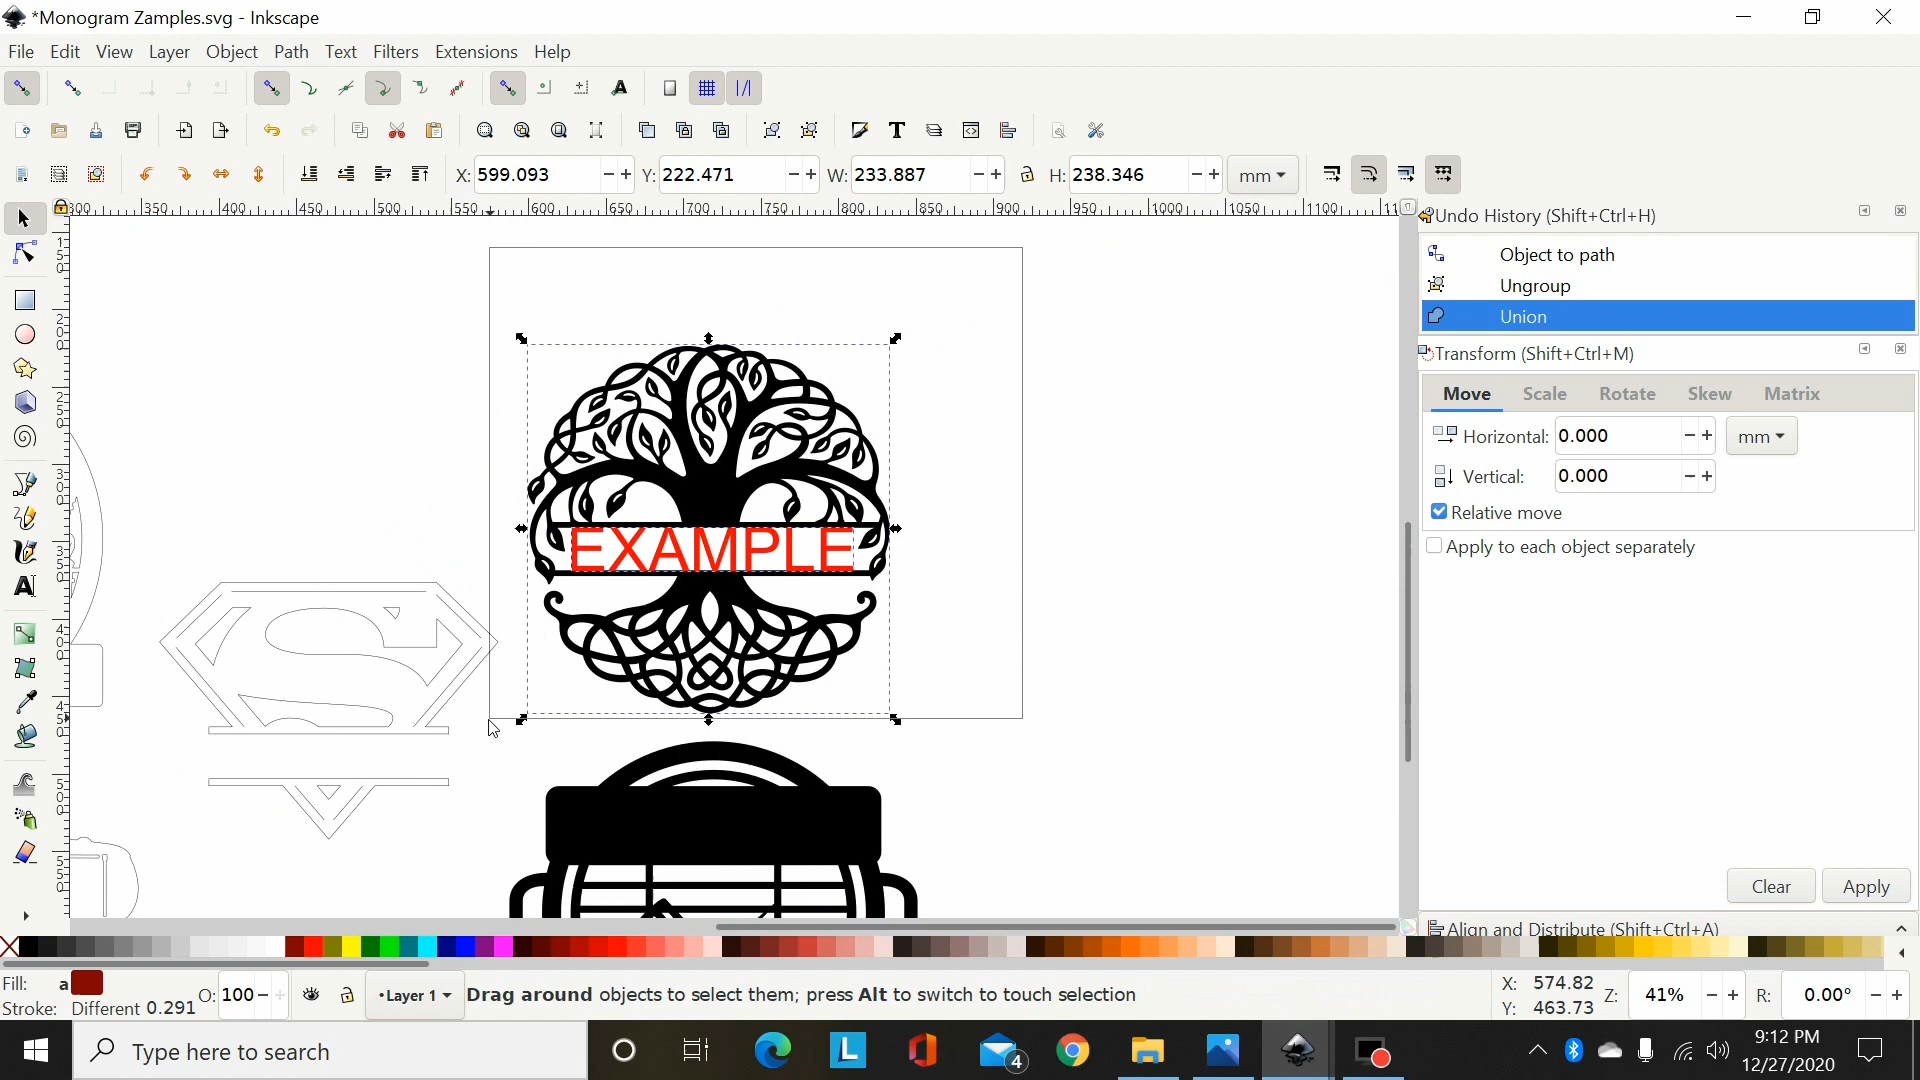 *Monogram Zamples.svg - Inkscape
File Edit View Layer Object Path Text Filters Extensions Help
X: 599.093 Y: 222.471 W: 233.887 H: 238.346 mm
Undo History (Shift+Ctrl+H)
Object to path
Ungroup
Union
Transform (Shift+Ctrl+M)
Move Scale Rotate Skew Matrix
Horizontal: 0.000 mm
Vertical: 0.000
Relative move
Apply to each object separately
EXAMPLE
Clear Apply
Align and Distribute (Shift+Ctrl+A)
Fill: a
Stroke: Different 0.291 O: 100 •Layer 1 Drag around objects to select them; press Alt to switch to touch selection
X: 574.82
Y: 463.73 Z: 41% R: 0.00°
Type here to search
4
9:12 PM
12/27/2020